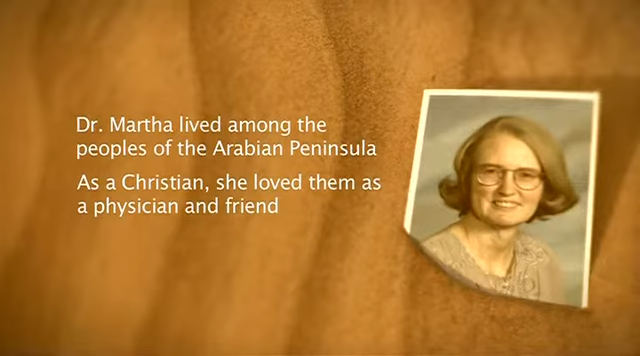 Dr. Martha lived among the
peoples of the Arabian Peninsula
As a Christian, she loved them as
a physician and friend